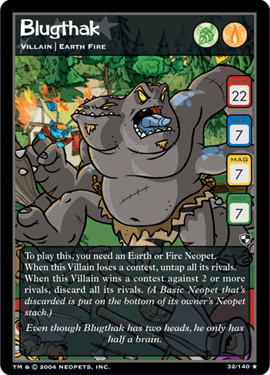 Blugthak
VILLAIN | EARTH FIRE
22
7
MAG
7
7
To play this, you need an Earth or Fire Neopet.
When this Villain loses a contest, untap all its rivals.
When this Villain wins a contest against 2 or more
rivals, discard all its rivals. (A Basic Neopet that's
discarded is put on the bottom of its owner's Neopet
stack.)
Even though Blugthak has two heads, he only has
half a brain.
TM & © 2004 NEOPETS, INC.
32/140 ★